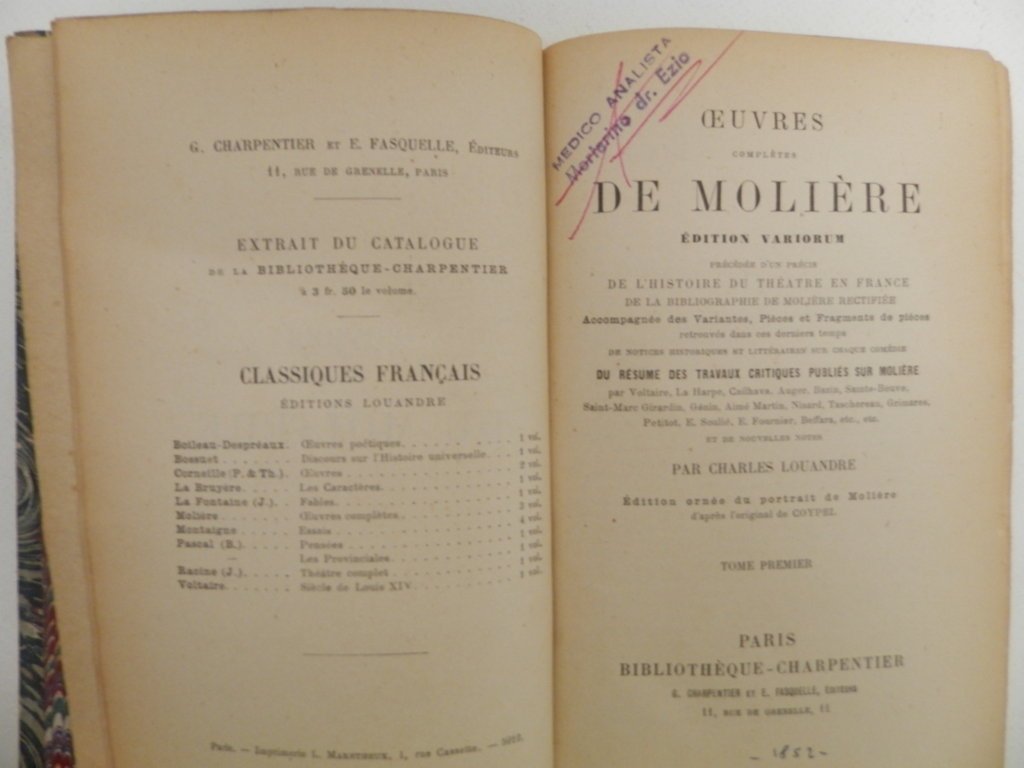 G. CHARPENTIER ET E. FASQUELLE, ÉDITEURS
11, RUE DE GRENELLE, PARIS
EXTRAIT DU CATALOGUE
DE LA BIBLIOTHÈQUE-CHARPENTIER
à 3 fr. 50 le volume.
CLASSIQUES FRANÇAIS
ÉDITIONS LOUANDRE
Boileau-Despréaux. Œuvres poétiques. . . . . . . . . . 1 vol.
Bossuet . . . . . . Discours sur l'Histoire universelle. . . 1 vol.
Corneille (P. & Th.). Œuvres . . . . . . . . . . . . . 2 vol.
La Bruyère. . . . . Les Caractères. . . . . . . . . . . 1 vol.
La Fontaine (J.). . Fables. . . . . . . . . . . . . . . 1 vol.
Molière . . . . . . Œuvres complètes. . . . . . . . . . 3 vol.
Montaigne . . . . . Essais . . . . . . . . . . . . . . 4 vol.
Pascal (B.). . . . . Pensées . . . . . . . . . . . . . . 1 vol.
— Les Provinciales. . . . . . . . . . 1 vol.
Racine (J.). . . . . Théâtre complet . . . . . . . . . . 1 vol.
Voltaire. . . . . . Siècle de Louis XIV. . . . . . . . . 1 vol.
Paris. — Imprimerie L. MARETHEUX, 1, rue Cassette. —
MEDICO ANALISTA
dr. Ezio
ŒUVRES
COMPLÈTES
DE MOLIÈRE
ÉDITION VARIORUM
PRÉCÉDÉE D'UN PRÉCIS
DE L'HISTOIRE DU THÉATRE EN FRANCE
DE LA BIBLIOGRAPHIE DE MOLIÈRE RECTIFIÉE
Accompagnée des Variantes, Pièces et Fragments de pièces
retrouvés dans ces derniers temps
DE NOTICES HISTORIQUES ET LITTÉRAIRES SUR CHAQUE COMÉDIE
DU RÉSUME DES TRAVAUX CRITIQUES PUBLIÉS SUR MOLIÈRE
par Voltaire, La Harpe, Cailhava, Auger, Bazin, Sainte-Beuve,
Saint-Marc Girardin, Génin, Aimé Martin, Nisard, Taschereau, Grimarest,
Petitot, E. Soulié, E. Fournier, Beffara, etc., etc.
ET DE NOUVELLES NOTES
PAR CHARLES LOUANDRE
Édition ornée du portrait de Molière
d'après l'original de COYPEL
TOME PREMIER
PARIS
BIBLIOTHÈQUE-CHARPENTIER
G. CHARPENTIER ET E. FASQUELLE, ÉDITEURS
11, RUE DE GRENELLE, 11
- 1852 -